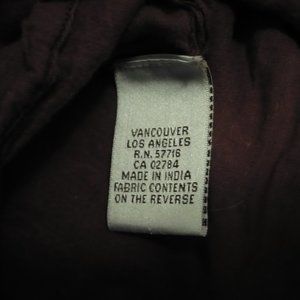 VANCOUVER
LOS ANGELES
R.N. 57716
CA 02784
MADE IN INDIA
FABRIC CONTENTS
ON THE REVERSE